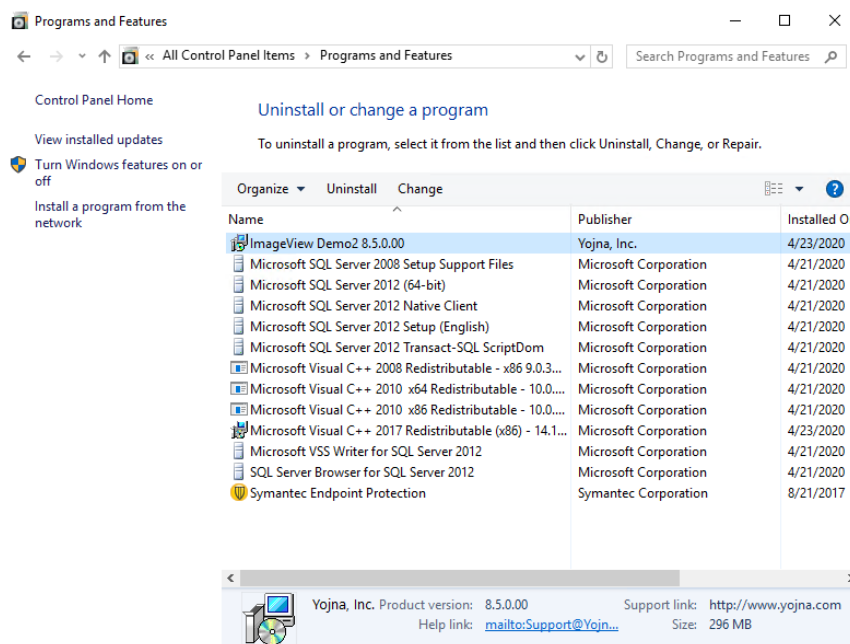 Programs and Features
« All Control Panel Items › Programs and Features
Search Programs and Features
Control Panel Home
View installed updates
Turn Windows features on or
off
Install a program from the
network
Uninstall or change a program
To uninstall a program, select it from the list and then click Uninstall, Change, or Repair.
Organize Uninstall Change
Name Publisher Installed O
ImageView Demo2 8.5.0.00 Yojna, Inc. 4/23/2020
Microsoft SQL Server 2008 Setup Support Files Microsoft Corporation 4/21/2020
Microsoft SQL Server 2012 (64-bit) Microsoft Corporation 4/21/2020
Microsoft SQL Server 2012 Native Client Microsoft Corporation 4/21/2020
Microsoft SQL Server 2012 Setup (English) Microsoft Corporation 4/21/2020
Microsoft SQL Server 2012 Transact-SQL ScriptDom Microsoft Corporation 4/21/2020
Microsoft Visual C++ 2008 Redistributable - x86 9.0.3... Microsoft Corporation 4/21/2020
Microsoft Visual C++ 2010 x64 Redistributable - 10.0.... Microsoft Corporation 4/21/2020
Microsoft Visual C++ 2010 x86 Redistributable - 10.0.... Microsoft Corporation 4/21/2020
Microsoft Visual C++ 2017 Redistributable (x86) - 14.1... Microsoft Corporation 4/23/2020
Microsoft VSS Writer for SQL Server 2012 Microsoft Corporation 4/21/2020
SQL Server Browser for SQL Server 2012 Microsoft Corporation 4/21/2020
Symantec Endpoint Protection Symantec Corporation 8/21/2017
Yojna, Inc. Product version: 8.5.0.00 Support link: http://www.yojna.com
Help link: mailto:Support@Yojn... Size: 296 MB